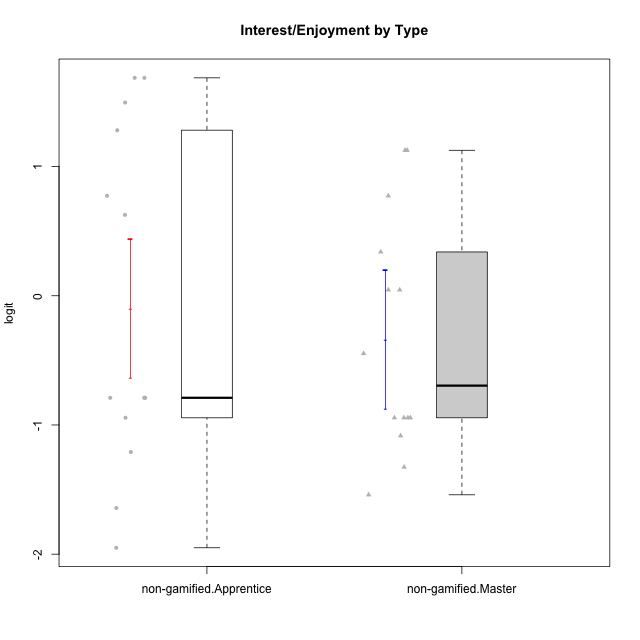 Interest/Enjoyment by Type
logit
1
0
-1
-2
non-gamified.Apprentice
non-gamified.Master